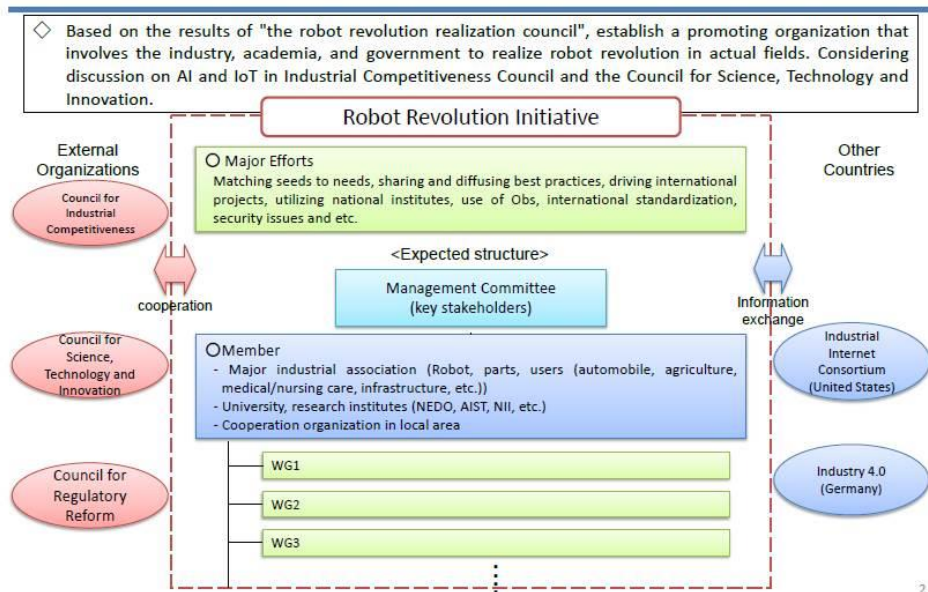 ◇ Based on the results of "the robot revolution realization council", establish a promoting organization that
involves the industry, academia, and government to realize robot revolution in actual fields. Considering
discussion on AI and IoT in Industrial Competitiveness Council and the Council for Science, Technology and
Innovation.
Robot Revolution Initiative
External
Organizations
Council for
Industrial
Competitiveness
cooperation
Council for
Science,
Technology and
Innovation
Council for
Regulatory
Reform
○ Major Efforts
Matching seeds to needs, sharing and diffusing best practices, driving international
projects, utilizing national institutes, use of Obs, international standardization,
security issues and etc.
<Expected structure>
Management Committee
(key stakeholders)
○Member
- Major industrial association (Robot, parts, users (automobile, agriculture,
medical/nursing care, infrastructure, etc.))
- University, research institutes (NEDO, AIST, NII, etc.)
- Cooperation organization in local area
WG1
WG2
WG3
⋮
Other
Countries
Information
exchange
Industrial
Internet
Consortium
(United States)
Industry 4.0
(Germany)
2